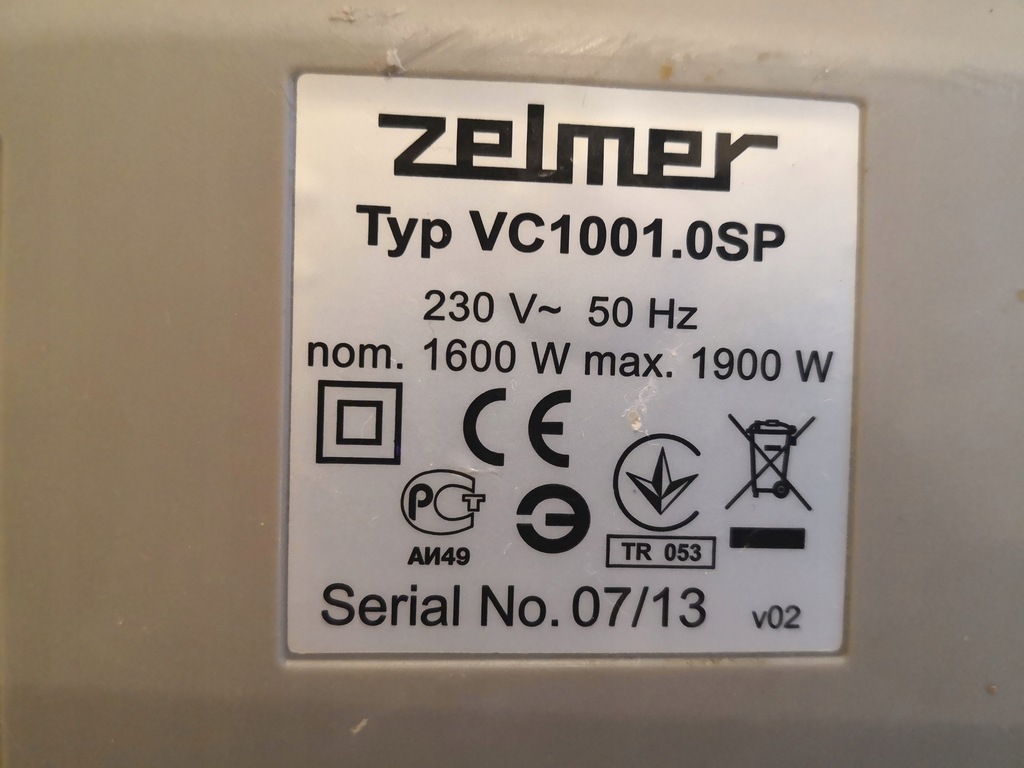 zelmer
Typ VC1001.0SP
230 V~ 50 Hz
nom. 1600 W max. 1900 W
CE
РСТ
АИ49
TR 053
Serial No. 07/13 v02